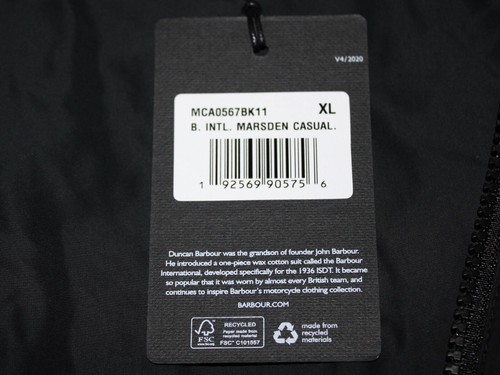 V4/2020
MCA0567BK11 XL
B. INTL. MARSDEN CASUAL.
1 92569 90575 6
Duncan Barbour was the grandson of founder John Barbour.
He introduced a one-piece wax cotton suit called the Barbour
International, developed specifically for the 1936 ISDT. It became
so popular that it was worn by almost every British team, and
continues to inspire Barbour's motorcycle clothing collection.
BARBOUR.COM
FSC
RECYCLED
Paper made from
recycled material
FSC® C101557
made from
recycled
materials